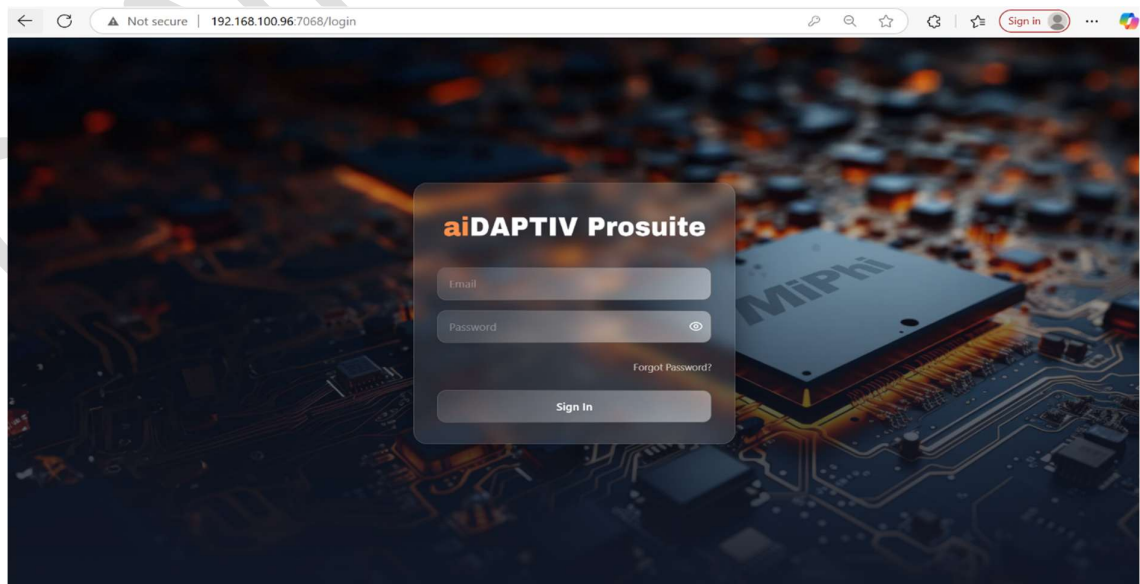 Not secure | 192.168.100.96:7068/login
Sign in
aiDAPTIV Prosuite
Email
Password
Forgot Password?
Sign In
MiPhi